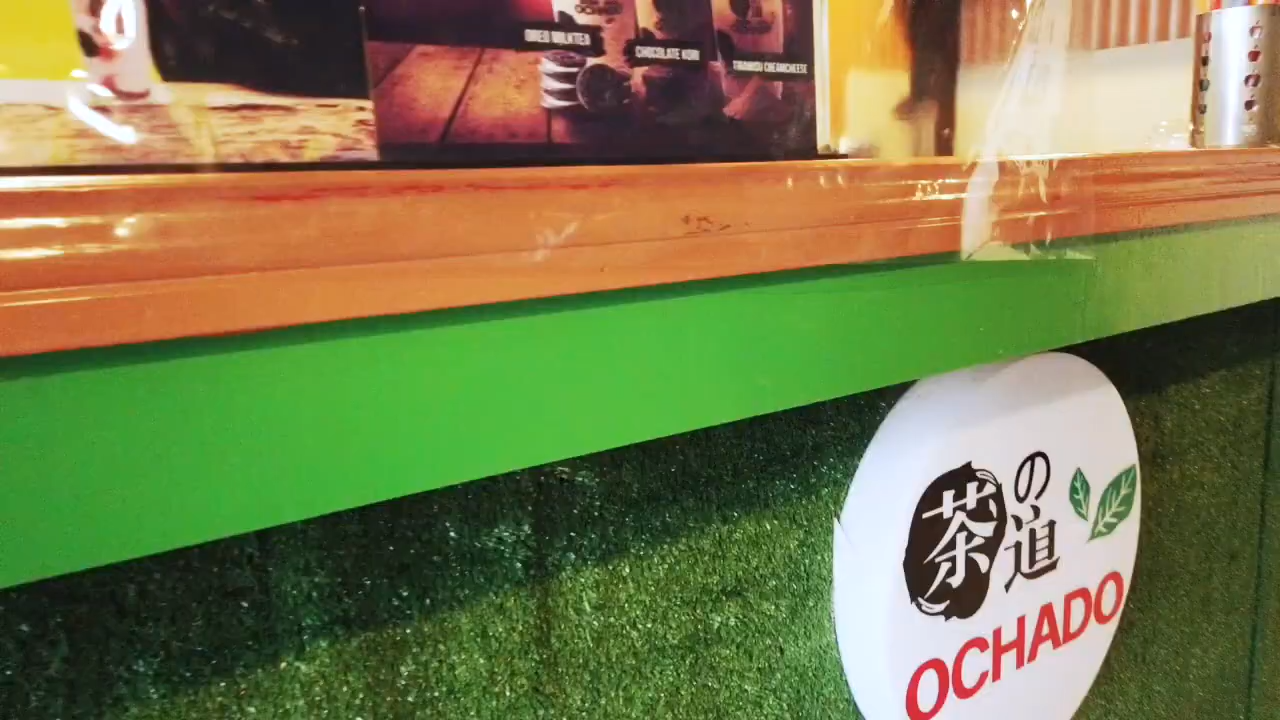 OREO MILKTEA
CHOCOLATE KORI
TIRAMISU CREAMCHEESE
茶の道
OCHADO